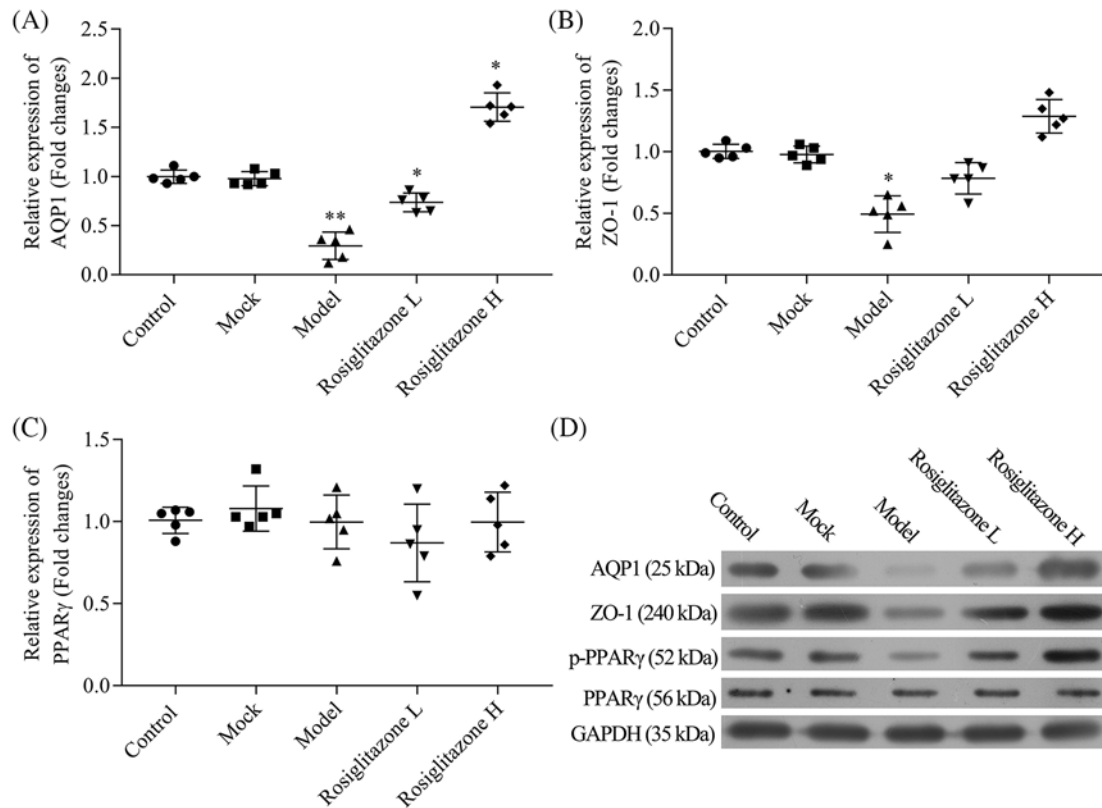 (A)
Relative expression of
AQP1 (Fold changes)
2.5
2.0
1.5
1.0
0.5
0.0
**
*
*
Control
Mock
Model
Rosiglitazone L
Rosiglitazone H
(B)
Relative expression of
ZO-1 (Fold changes)
2.0
1.5
1.0
0.5
0.0
*
Control
Mock
Model
Rosiglitazone L
Rosiglitazone H
(C)
Relative expression of
PPARγ (Fold changes)
1.5
1.0
0.5
0.0
Control
Mock
Model
Rosiglitazone L
Rosiglitazone H
(D)
Control
Mock
Model
Rosiglitazone L
Rosiglitazone H
AQP1 (25 kDa)
ZO-1 (240 kDa)
p-PPARγ (52 kDa)
PPARγ (56 kDa)
GAPDH (35 kDa)